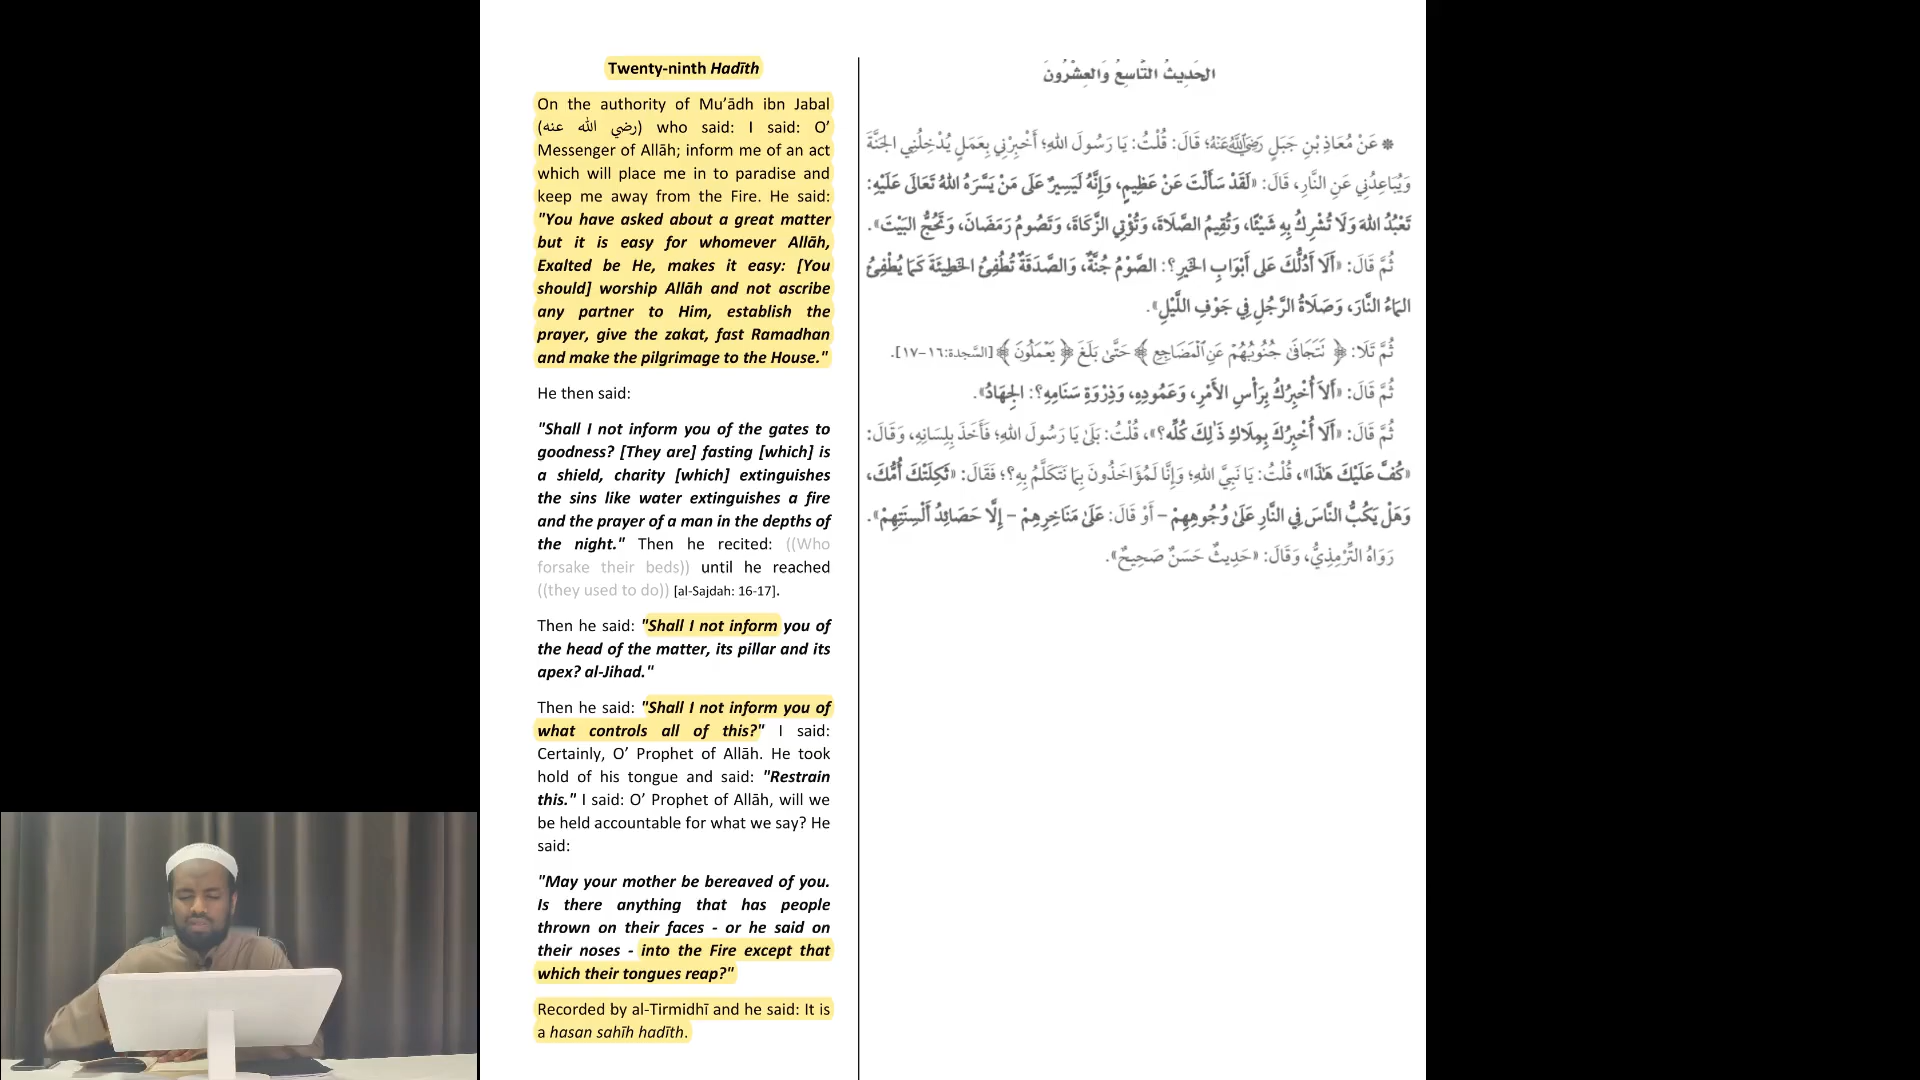 Twenty-ninth Hadīth
On the authority of Mu’ādh ibn Jabal
(رضي الله عنه) who said: I said: O’
Messenger of Allāh; inform me of an act
which will place me in to paradise and
keep me away from the Fire. He said:
"You have asked about a great matter
but it is easy for whomever Allāh,
Exalted be He, makes it easy: [You
should] worship Allāh and not ascribe
any partner to Him, establish the
prayer, give the zakat, fast Ramadhan
and make the pilgrimage to the House."
He then said:
"Shall I not inform you of the gates to
goodness? [They are] fasting [which] is
a shield, charity [which] extinguishes
the sins like water extinguishes a fire
and the prayer of a man in the depths of
the night." Then he recited: ((Who
forsake their beds)) until he reached
((they used to do)) [al-Sajdah: 16-17].
Then he said: "Shall I not inform you of
the head of the matter, its pillar and its
apex? al-Jihad."
Then he said: "Shall I not inform you of
what controls all of this?" I said:
Certainly, O’ Prophet of Allāh. He took
hold of his tongue and said: "Restrain
this." I said: O’ Prophet of Allāh, will we
be held accountable for what we say? He
said:
"May your mother be bereaved of you.
Is there anything that has people
thrown on their faces - or he said on
their noses - into the Fire except that
which their tongues reap?"
Recorded by al-Tirmidhī and he said: It is
a hasan sahīh hadīth.
الحَدِيثُ التَّاسِعُ وَالعِشْرُونَ
* عَنْ مُعَاذِ بْنِ جَبَلٍ رَضِيَ اللَّهُ عَنْهُ؛ قَالَ: قُلْتُ: يَا رَسُولَ اللهِ؛ أَخْبِرْنِي بِعَمَلٍ يُدْخِلُنِي الجَنَّةَ
وَيُبَاعِدُنِي عَنِ النَّارِ، قَالَ: «لَقَدْ سَأَلْتَ عَنْ عَظِيمٍ، وَإِنَّهُ لَيَسِيرٌ عَلَى مَنْ يَسَّرَهُ اللهُ تَعَالَى عَلَيْهِ:
تَعْبُدُ اللهَ وَلَا تُشْرِكُ بِهِ شَيْئًا، وَتُقِيمُ الصَّلَاةَ، وَتُؤْتِي الزَّكَاةَ، وَتَصُومُ رَمَضَانَ، وَتَحُجُّ البَيْتَ».
ثُمَّ قَالَ: «أَلَا أَدُلُّكَ عَلَى أَبْوَابِ الخَيْرِ؟: الصَّوْمُ جُنَّةٌ، وَالصَّدَقَةُ تُطْفِئُ الخَطِيئَةَ كَمَا يُطْفِئُ
المَاءُ النَّارَ، وَصَلَاةُ الرَّجُلِ فِي جَوْفِ اللَّيْلِ».
ثُمَّ تَلَا: ﴿ نَتَجَافَىٰ جُنُوبُهُمْ عَنِ ٱلْمَضَاجِعِ ﴾ حَتَّى بَلَغَ ﴿ يَعْمَلُونَ ﴾ [السَّجدة:١٦-١٧].
ثُمَّ قَالَ: «أَلَا أُخْبِرُكَ بِرَأْسِ الأَمْرِ، وَعَمُودِهِ، وَذِرْوَةِ سَنَامِهِ؟: الجِهَادُ».
ثُمَّ قَالَ: «أَلَا أُخْبِرُكَ بِمِلَاكِ ذَلِكَ كُلِّهِ؟»، قُلْتُ: بَلَىٰ يَا رَسُولَ اللهِ؛ فَأَخَذَ بِلِسَانِهِ، وَقَالَ:
«كُفَّ عَلَيْكَ هَذَا»، قُلْتُ: يَا نَبِيَّ اللهِ؛ وَإِنَّا لَمُؤَاخَذُونَ بِمَا نَتَكَلَّمُ بِهِ؟؛ فَقَالَ: «ثَكِلَتْكَ أُمُّكَ،
وَهَلْ يَكُبُّ النَّاسَ فِي النَّارِ عَلَىٰ وُجُوهِهِمْ – أَوْ قَالَ: عَلَىٰ مَنَاخِرِهِمْ – إِلَّا حَصَائِدُ أَلْسِنَتِهِمْ».
رَوَاهُ التِّرْمِذِيُّ، وَقَالَ: «حَدِيثٌ حَسَنٌ صَحِيحٌ».